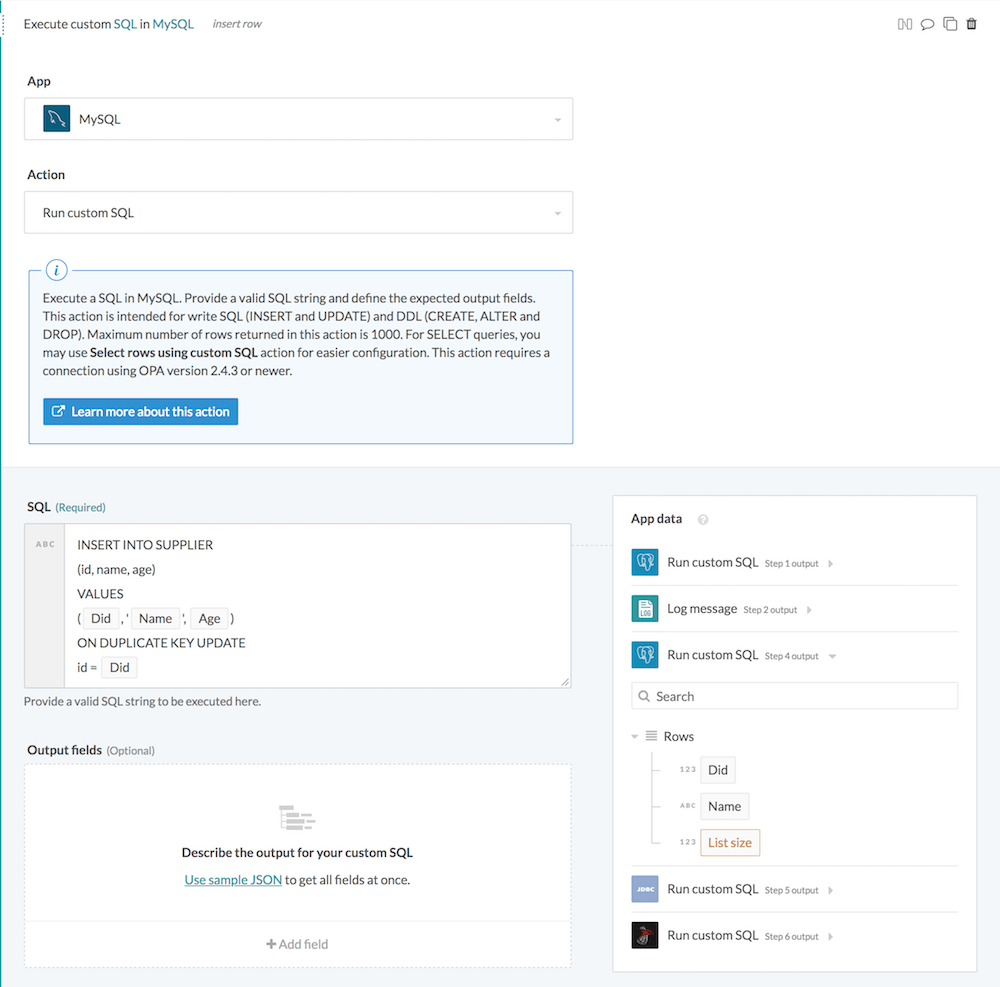 Execute custom SQL in MySQL insert row
App
MySQL
Action
Run custom SQL
i
Execute a SQL in MySQL. Provide a valid SQL string and define the expected output fields.
This action is intended for write SQL (INSERT and UPDATE) and DDL (CREATE, ALTER and
DROP). Maximum number of rows returned in this action is 1000. For SELECT queries, you
may use Select rows using custom SQL action for easier configuration. This action requires a
connection using OPA version 2.4.3 or newer.
Learn more about this action
SQL (Required)
ABC
INSERT INTO SUPPLIER
(id, name, age)
VALUES
( Did , ' Name ', Age )
ON DUPLICATE KEY UPDATE
id = Did
Provide a valid SQL string to be executed here.
Output fields (Optional)
Describe the output for your custom SQL
Use sample JSON to get all fields at once.
+ Add field
App data ?
Run custom SQL Step 1 output
LOG
Log message Step 2 output
Run custom SQL Step 4 output
Search
Rows
123 Did
ABC Name
123 List size
JDBC
Run custom SQL Step 5 output
Run custom SQL Step 6 output